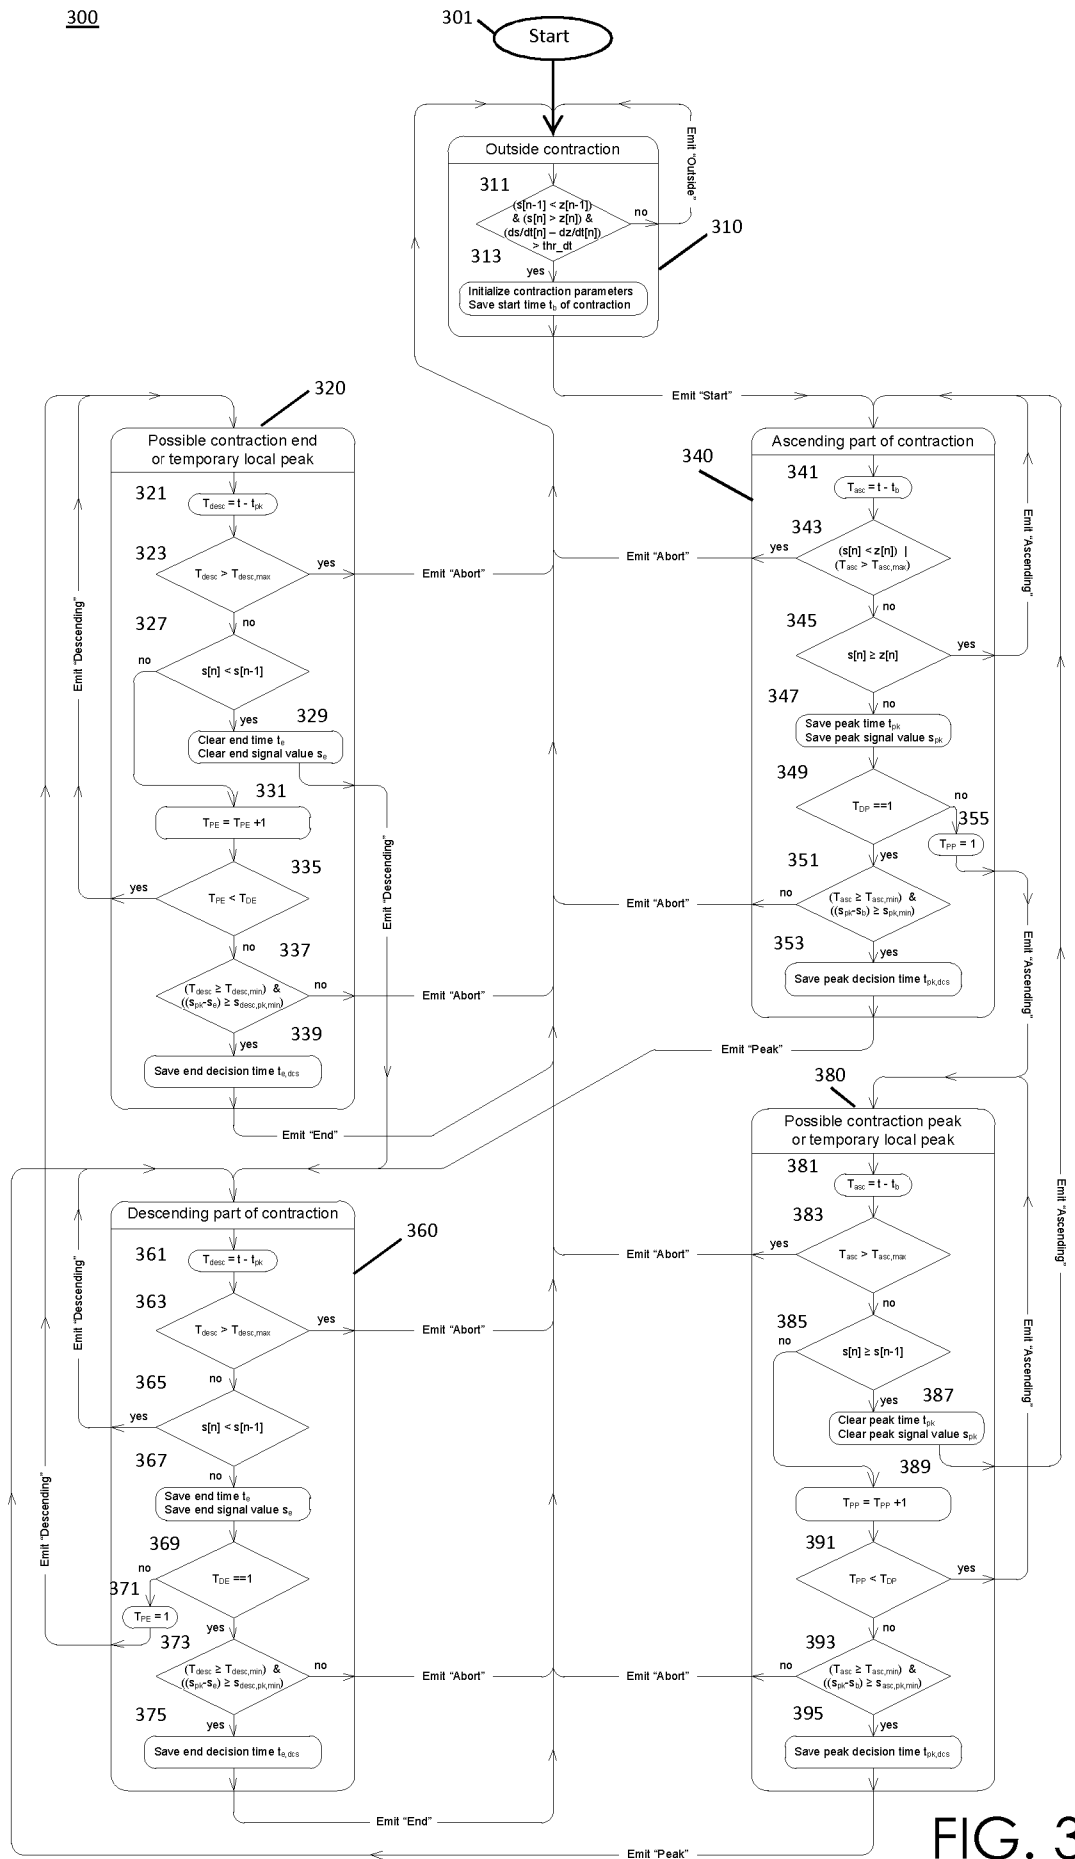 300
301
Start
Emit "Outside"
Outside contraction
311
(s[n-1] < z[n-1])
& (s[n] > z[n]) &
(ds/dt[n] – dz/dt[n])
> thr_dt
no
310
313
yes
Initialize contraction parameters
Save start time t_b of contraction
Emit "Start"
320
Possible contraction end
or temporary local peak
321
T_desc = t - t_pk
323
T_desc > T_desc,max
yes
Emit "Abort"
no
327
s[n] < s[n-1]
no
yes
329
Clear end time t_e
Clear end signal value s_e
331
T_PE = T_PE +1
335
T_PE < T_DE
yes
no
337
(T_desc ≥ T_desc,min) &
((s_pk-s_e) ≥ s_desc,pk,min)
no
Emit "Abort"
339
yes
Save end decision time t_e,dcs
Emit "End"
Emit "Descending"
Emit "Descending"
340
Ascending part of contraction
341
T_asc = t - t_b
343
(s[n] < z[n]) |
(T_asc > T_asc,max)
yes
Emit "Abort"
no
345
s[n] ≥ z[n]
yes
Emit "Ascending"
no
347
Save peak time t_pk
Save peak signal value s_pk
349
T_DP ==1
no
355
T_PP = 1
351
yes
(T_asc ≥ T_asc,min) &
((s_pk-s_b) ≥ s_pk,min)
no
Emit "Abort"
353
yes
Save peak decision time t_pk,dcs
Emit "Ascending"
Emit "Peak"
360
Descending part of contraction
361
T_desc = t - t_pk
363
T_desc > T_desc,max
yes
Emit "Abort"
no
365
s[n] < s[n-1]
yes
Emit "Descending"
367
no
Save end time t_e
Save end signal value s_e
369
T_DE ==1
no
371
T_PE = 1
Emit "Descending"
yes
373
(T_desc ≥ T_desc,min) &
((s_pk-s_e) ≥ s_desc,pk,min)
no
Emit "Abort"
375
yes
Save end decision time t_e,dcs
Emit "End"
380
Possible contraction peak
or temporary local peak
381
T_asc = t - t_b
383
T_asc > T_asc,max
yes
Emit "Abort"
no
385
s[n] ≥ s[n-1]
no
yes
387
Clear peak time t_pk
Clear peak signal value s_pk
Emit "Ascending"
389
T_PP = T_PP +1
391
T_PP < T_DP
yes
Emit "Ascending"
no
393
(T_asc ≥ T_asc,min) &
((s_pk-s_b) ≥ s_asc,pk,min)
no
Emit "Abort"
395
yes
Save peak decision time t_pk,dcs
Emit "Peak"
FIG. 3